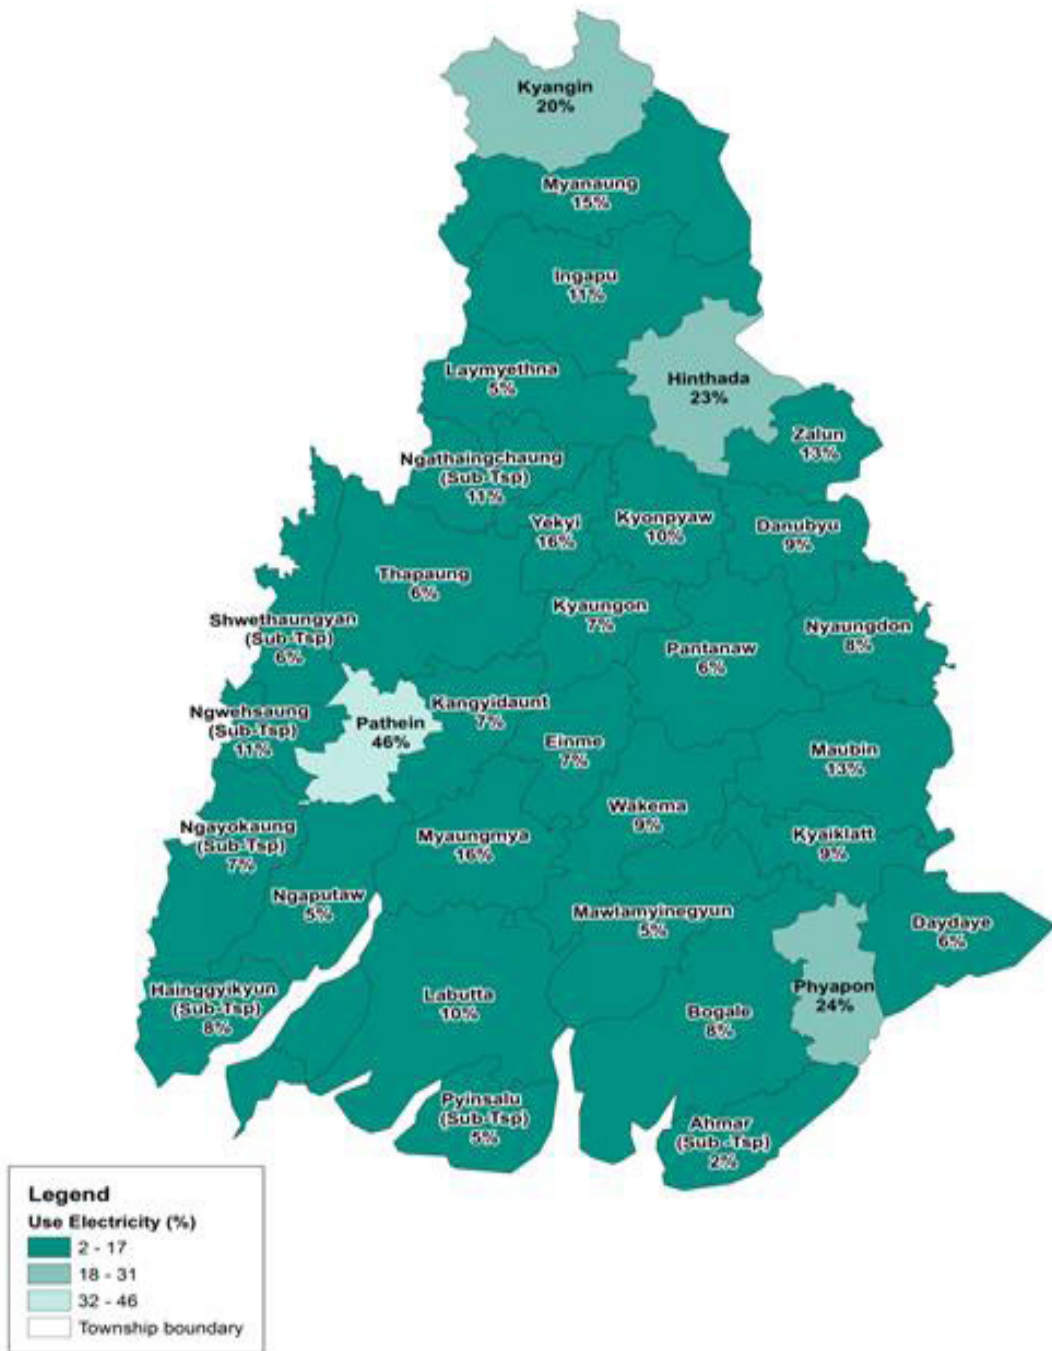 Kyangin
20%
Myanaung
15%
Ingapu
11%
Laymyethna
5%
Hinthada
23%
Zalun
13%
Ngathaingchaung
(Sub-Tsp)
11%
Yekyi
16%
Kyonpyaw
10%
Danubyu
9%
Thapaung
6%
Kyaungon
7%
Shwethaungyan
(Sub-Tsp)
6%
Pantanaw
6%
Nyaungdon
8%
Kangyidaunt
7%
Ngwehsaung
(Sub-Tsp)
11%
Pathein
46%
Einme
7%
Maubin
13%
Wakema
9%
Ngayokaung
(Sub-Tsp)
7%
Myaungmya
16%
Kyaiklatt
9%
Ngaputaw
5%
Mawlamyinegyun
5%
Daydaye
6%
Hainggyikyun
(Sub-Tsp)
8%
Labutta
10%
Phyapon
24%
Bogale
8%
Pyinsalu
(Sub-Tsp)
5%
Ahmar
(Sub -Tsp)
2%
Legend
Use Electricity (%)
2 - 17
18 - 31
32 - 46
Township boundary